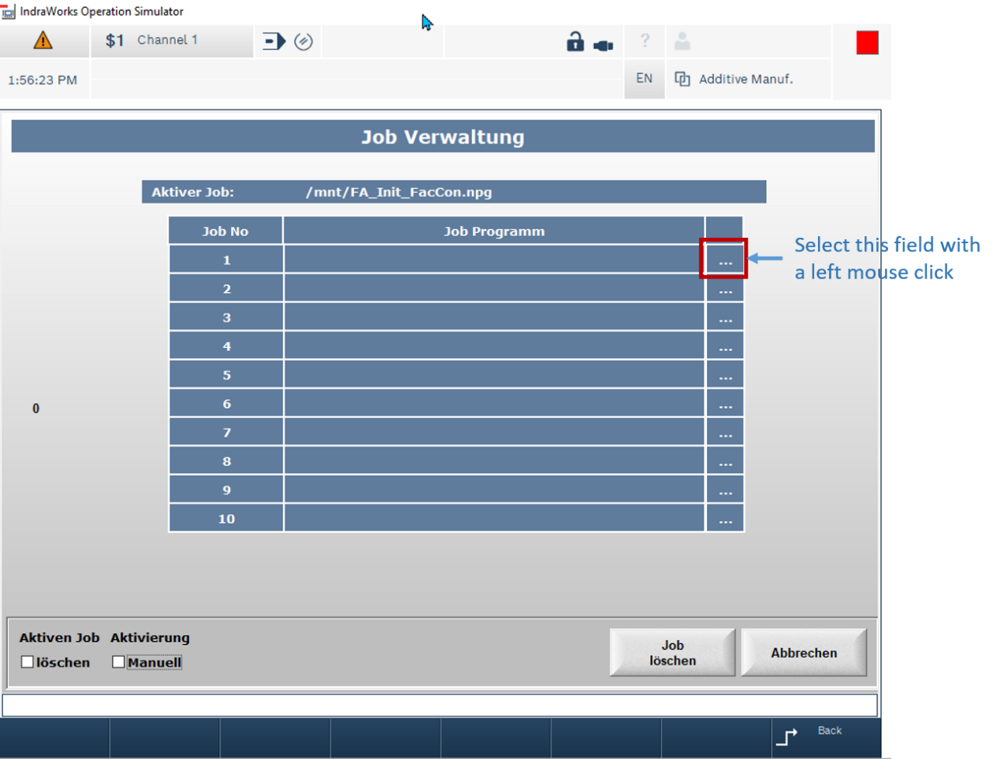 IndraWorks Operation Simulator
$1 Channel 1 ?
1:56:23 PM EN Additive Manuf.
Job Verwaltung
Aktiver Job: /mnt/FA_Init_FacCon.npg
Job No Job Programm
1 ...
2 ...
3 ...
4 ...
5 ...
6 ...
7 ...
8 ...
9 ...
10 ...
Select this field with
a left mouse click
0
Aktiven Job Aktivierung
löschen Manuell
Job
löschen
Abbrechen
Back